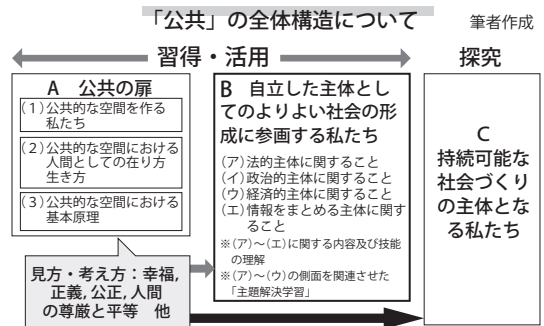 「公共」の全体構造について
筆者作成
習得・活用
探究
A 公共の扉
(1)公共的な空間を作る
私たち
(2)公共的な空間における
人間としての在り方
生き方
(3)公共的な空間における
基本原理
見方・考え方：幸福,
正義, 公正, 人間
の尊厳と平等 他
B 自立した主体とし
てのよりよい社会の形
成に参画する私たち
(ア)法的主体に関すること
(イ)政治的主体に関すること
(ウ)経済的主体に関すること
(エ)情報をまとめる主体に関す
ること
※(ア)～(エ)に関する内容及び技能
の理解
※(ア)～(ウ)の側面を関連させた
「主題解決学習」
C
持続可能な
社会づくり
の主体とな
る私たち